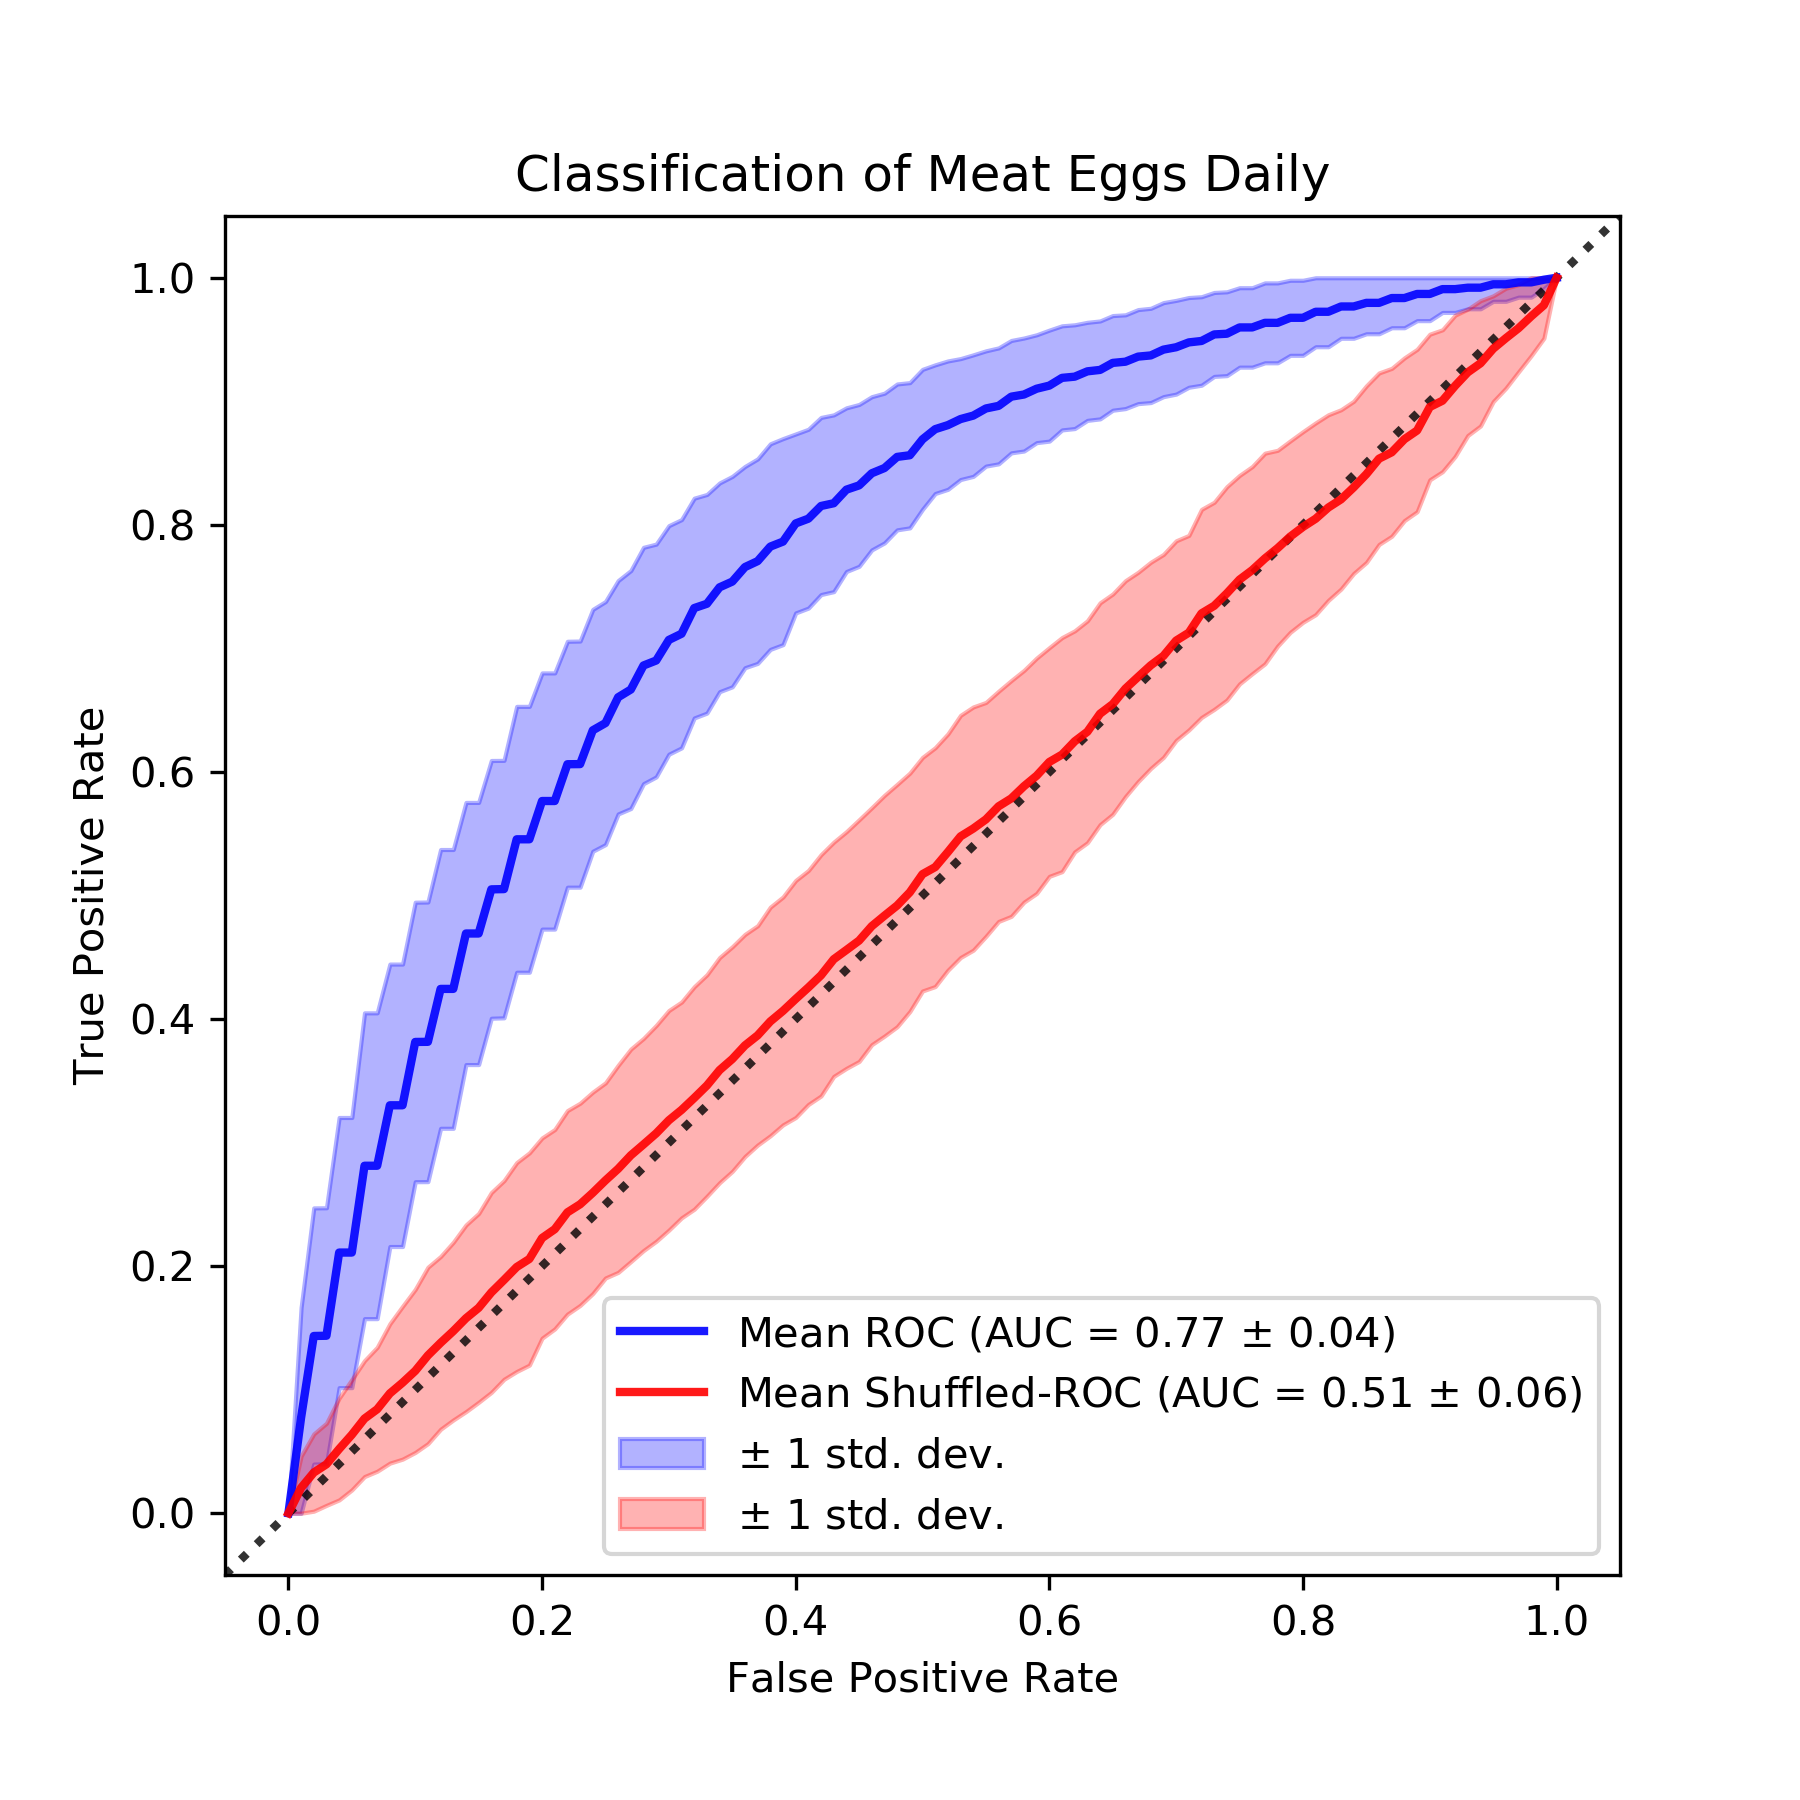 Classification of Meat Eggs Daily
True Positive Rate
1.0
0.8
0.6
0.4
0.2
0.0
Mean ROC (AUC = 0.77 ± 0.04)
Mean Shuffled-ROC (AUC = 0.51 ± 0.06)
± 1 std. dev.
± 1 std. dev.
0.0 0.2 0.4 0.6 0.8 1.0
False Positive Rate